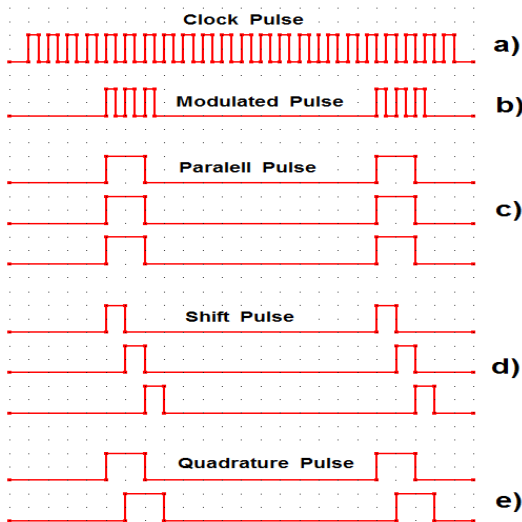 Clock Pulse
a)
Modulated Pulse
b)
Paralell Pulse
c)
Shift Pulse
d)
Quadrature Pulse
e)